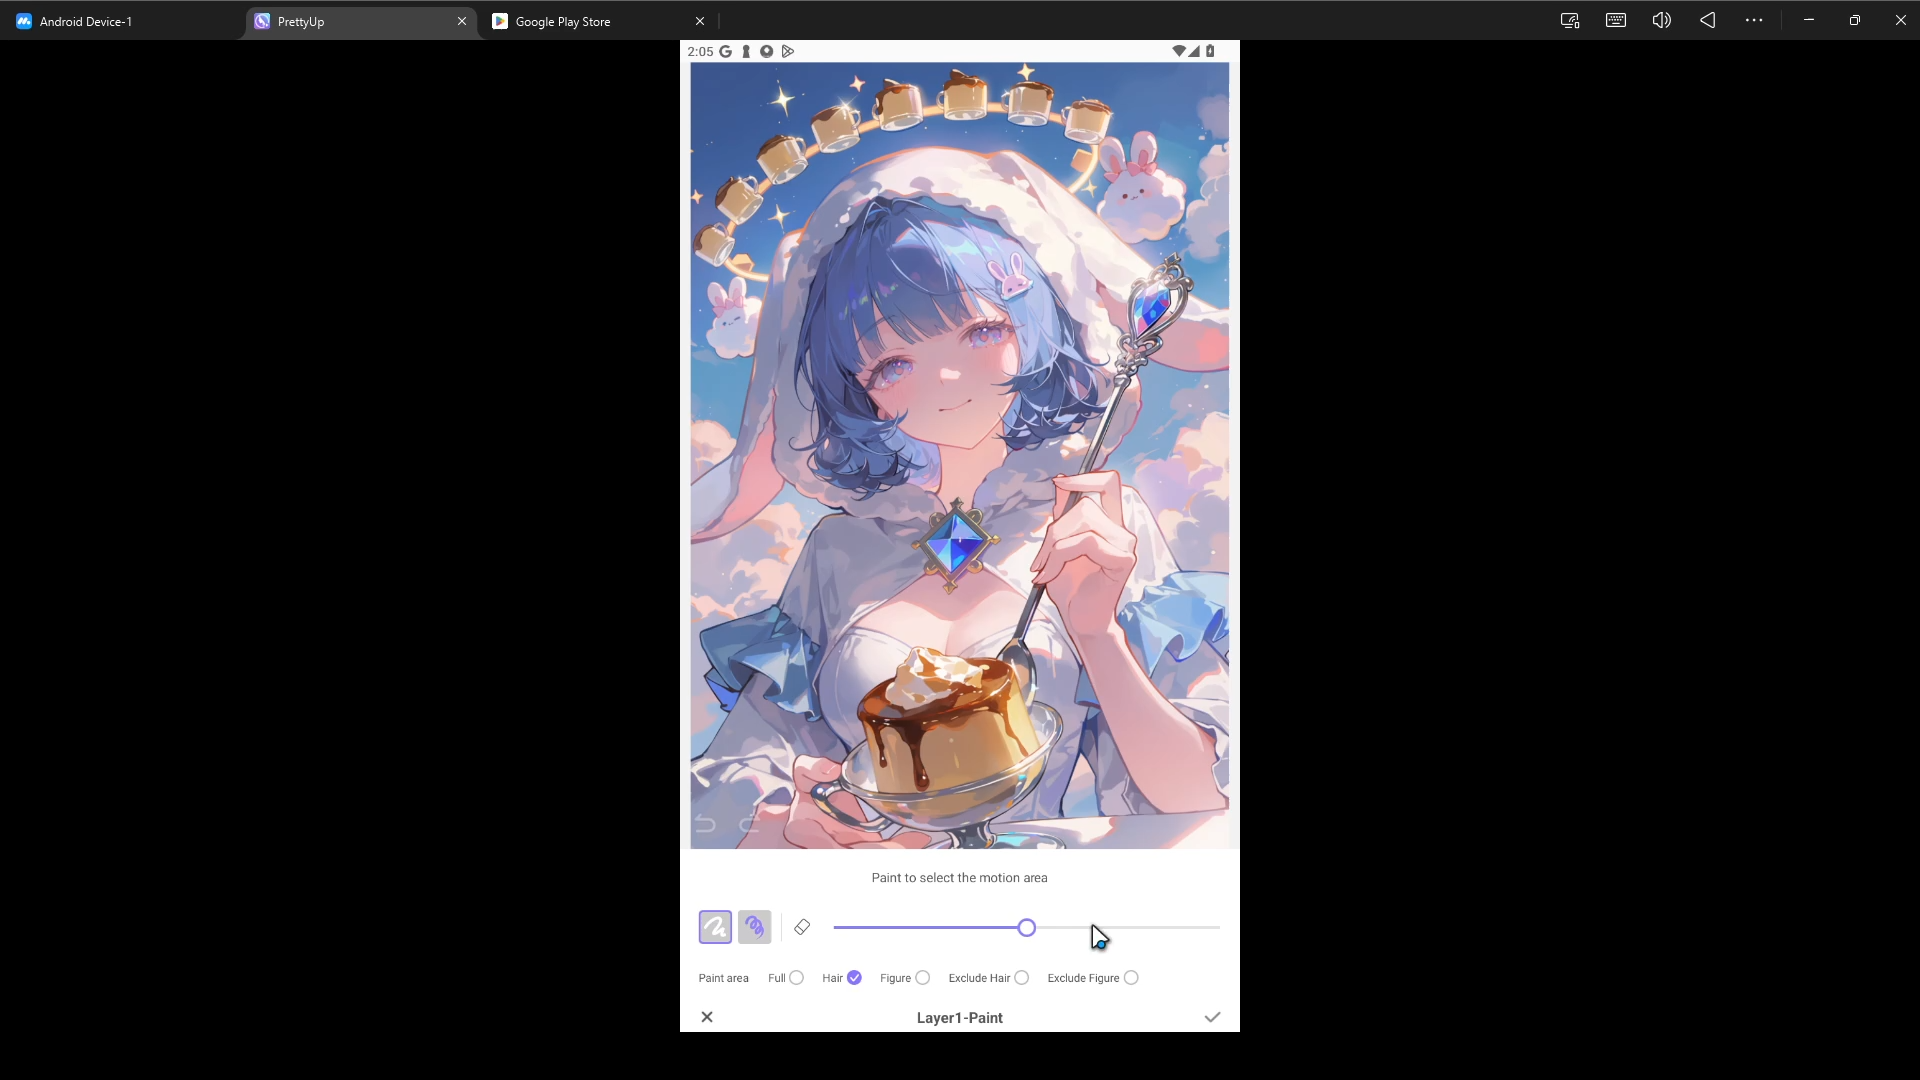 Android Device-1
PrettyUp
Google Play Store
2:05
Paint to select the motion area
Paint area Full Hair Figure Exclude Hair Exclude Figure
Layer1-Paint